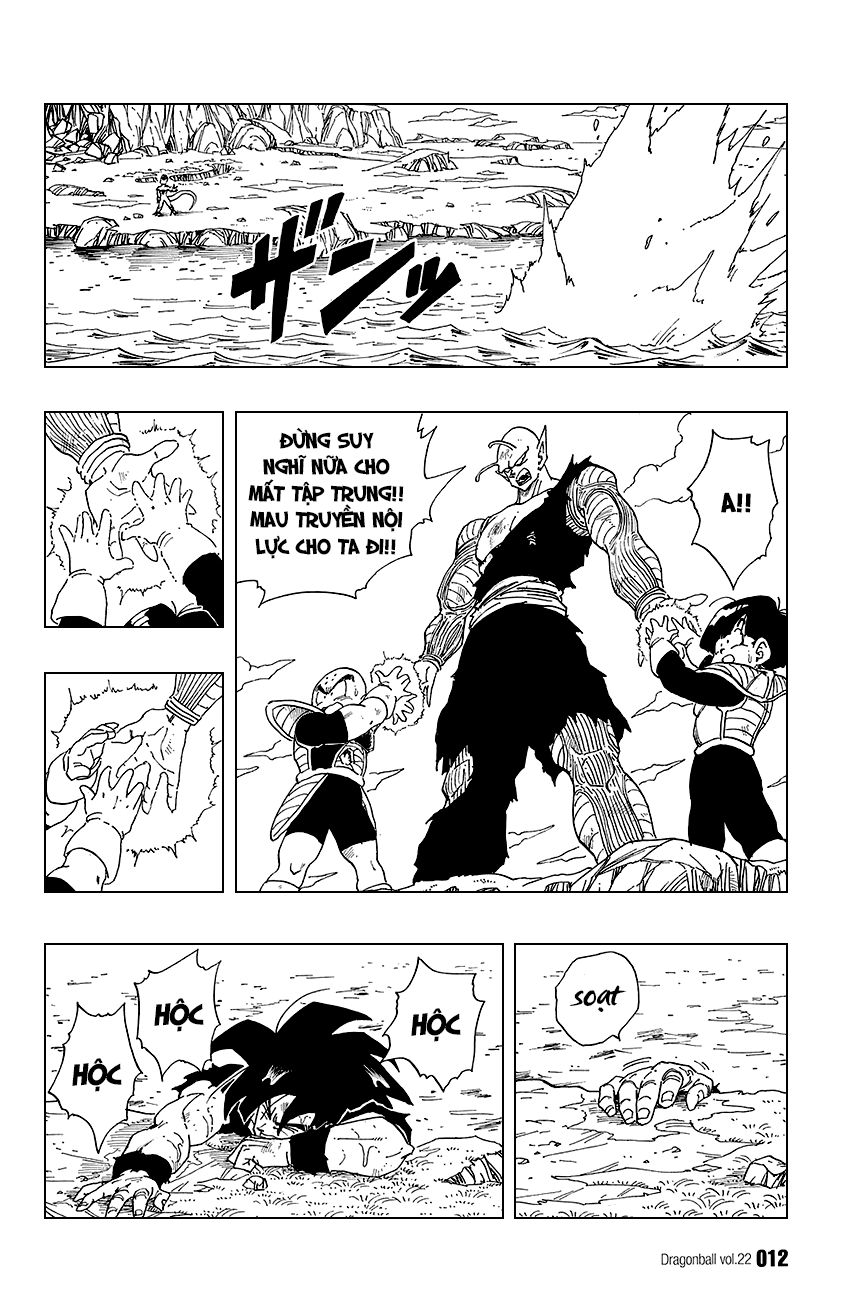 ザンッ
ĐỪNG SUY
NGHĨ NỮA CHO
MẤT TẬP TRUNG!!
MAU TRUYỀN NỘI
LỰC CHO TA ĐI!!
A!!
HỘC
HỘC
HỘC
SOẠT
Dragonball vol.22 012